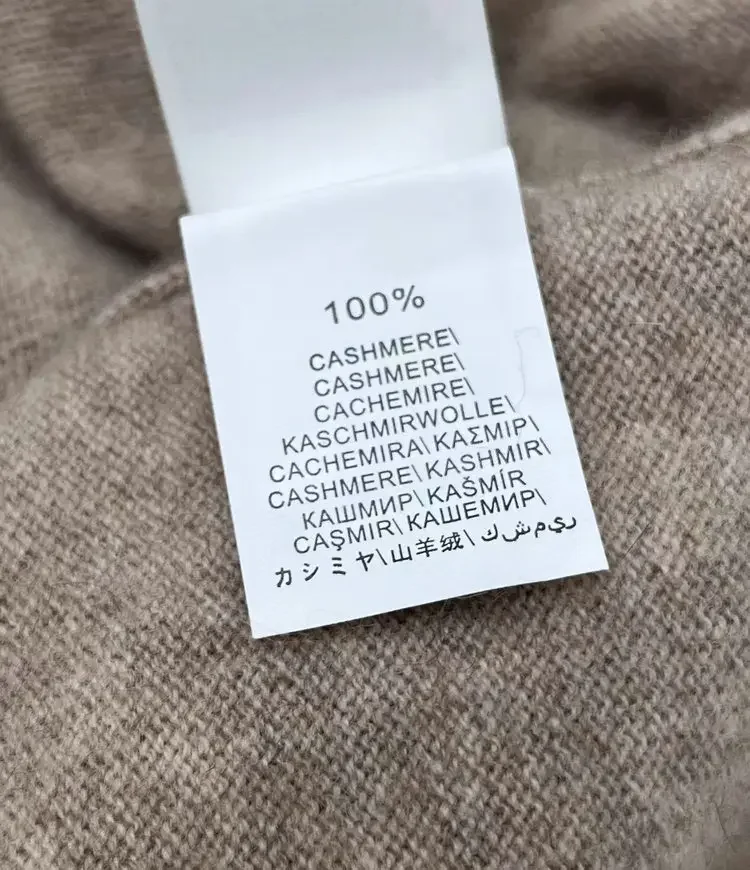 100%
CASHMERE\
CASHMERE\
CACHEMIRE\
KASCHMIRWOLLE\
CACHEMIRA\ ΚΑΣΜΙΡ\
CASHMERE\ KASHMIR\
КАШМИР\ KAŠMÍR
CAŞMIR\ КАШЕМИР\
カシミヤ\山羊绒\ كشمير